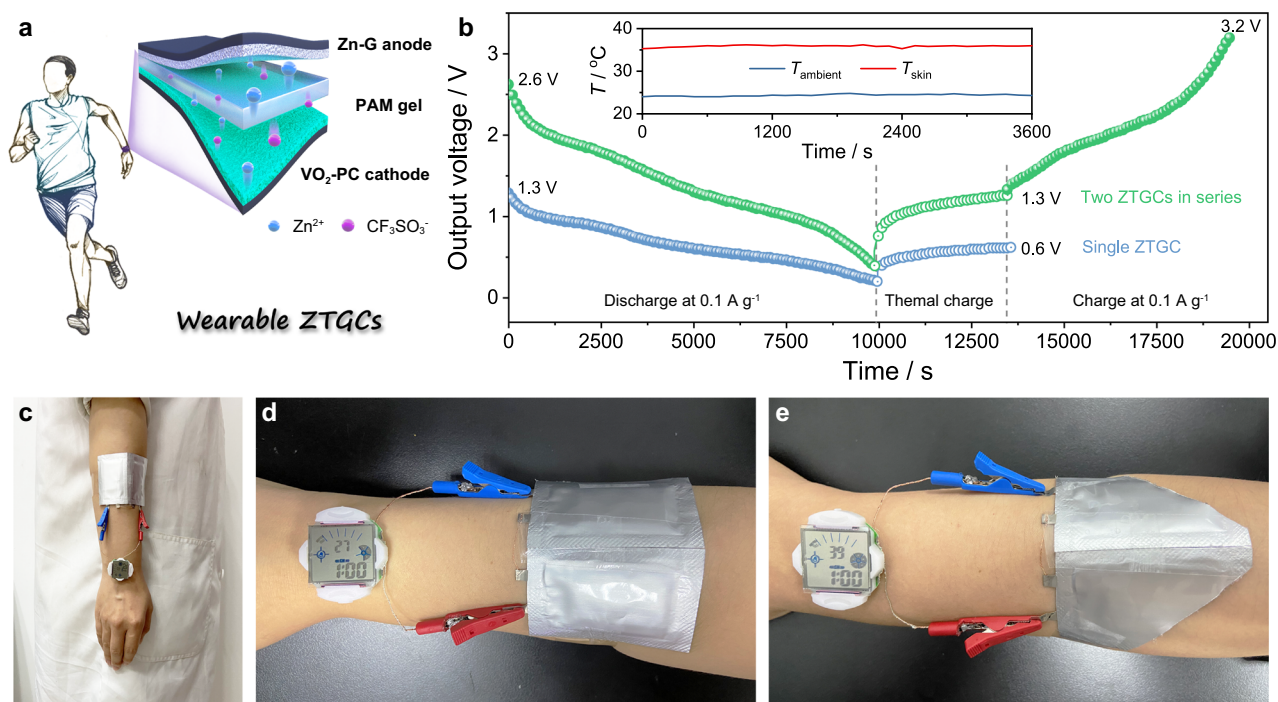 a
Zn-G anode
PAM gel
VO₂-PC cathode
Zn²⁺ CF₃SO₃⁻
Wearable ZTGCs
b
Output voltage / V
3
2
1
0
2.6 V
1.3 V
3.2 V
1.3 V
0.6 V
Two ZTGCs in series
Single ZTGC
Discharge at 0.1 A g⁻¹
Themal charge
Charge at 0.1 A g⁻¹
0 2500 5000 7500 10000 12500 15000 17500 20000
Time / s
T / °C
40
30
20
T ambient T skin
0 1200 2400 3600
Time / s
c
d
27
1:00
e
39
1:00